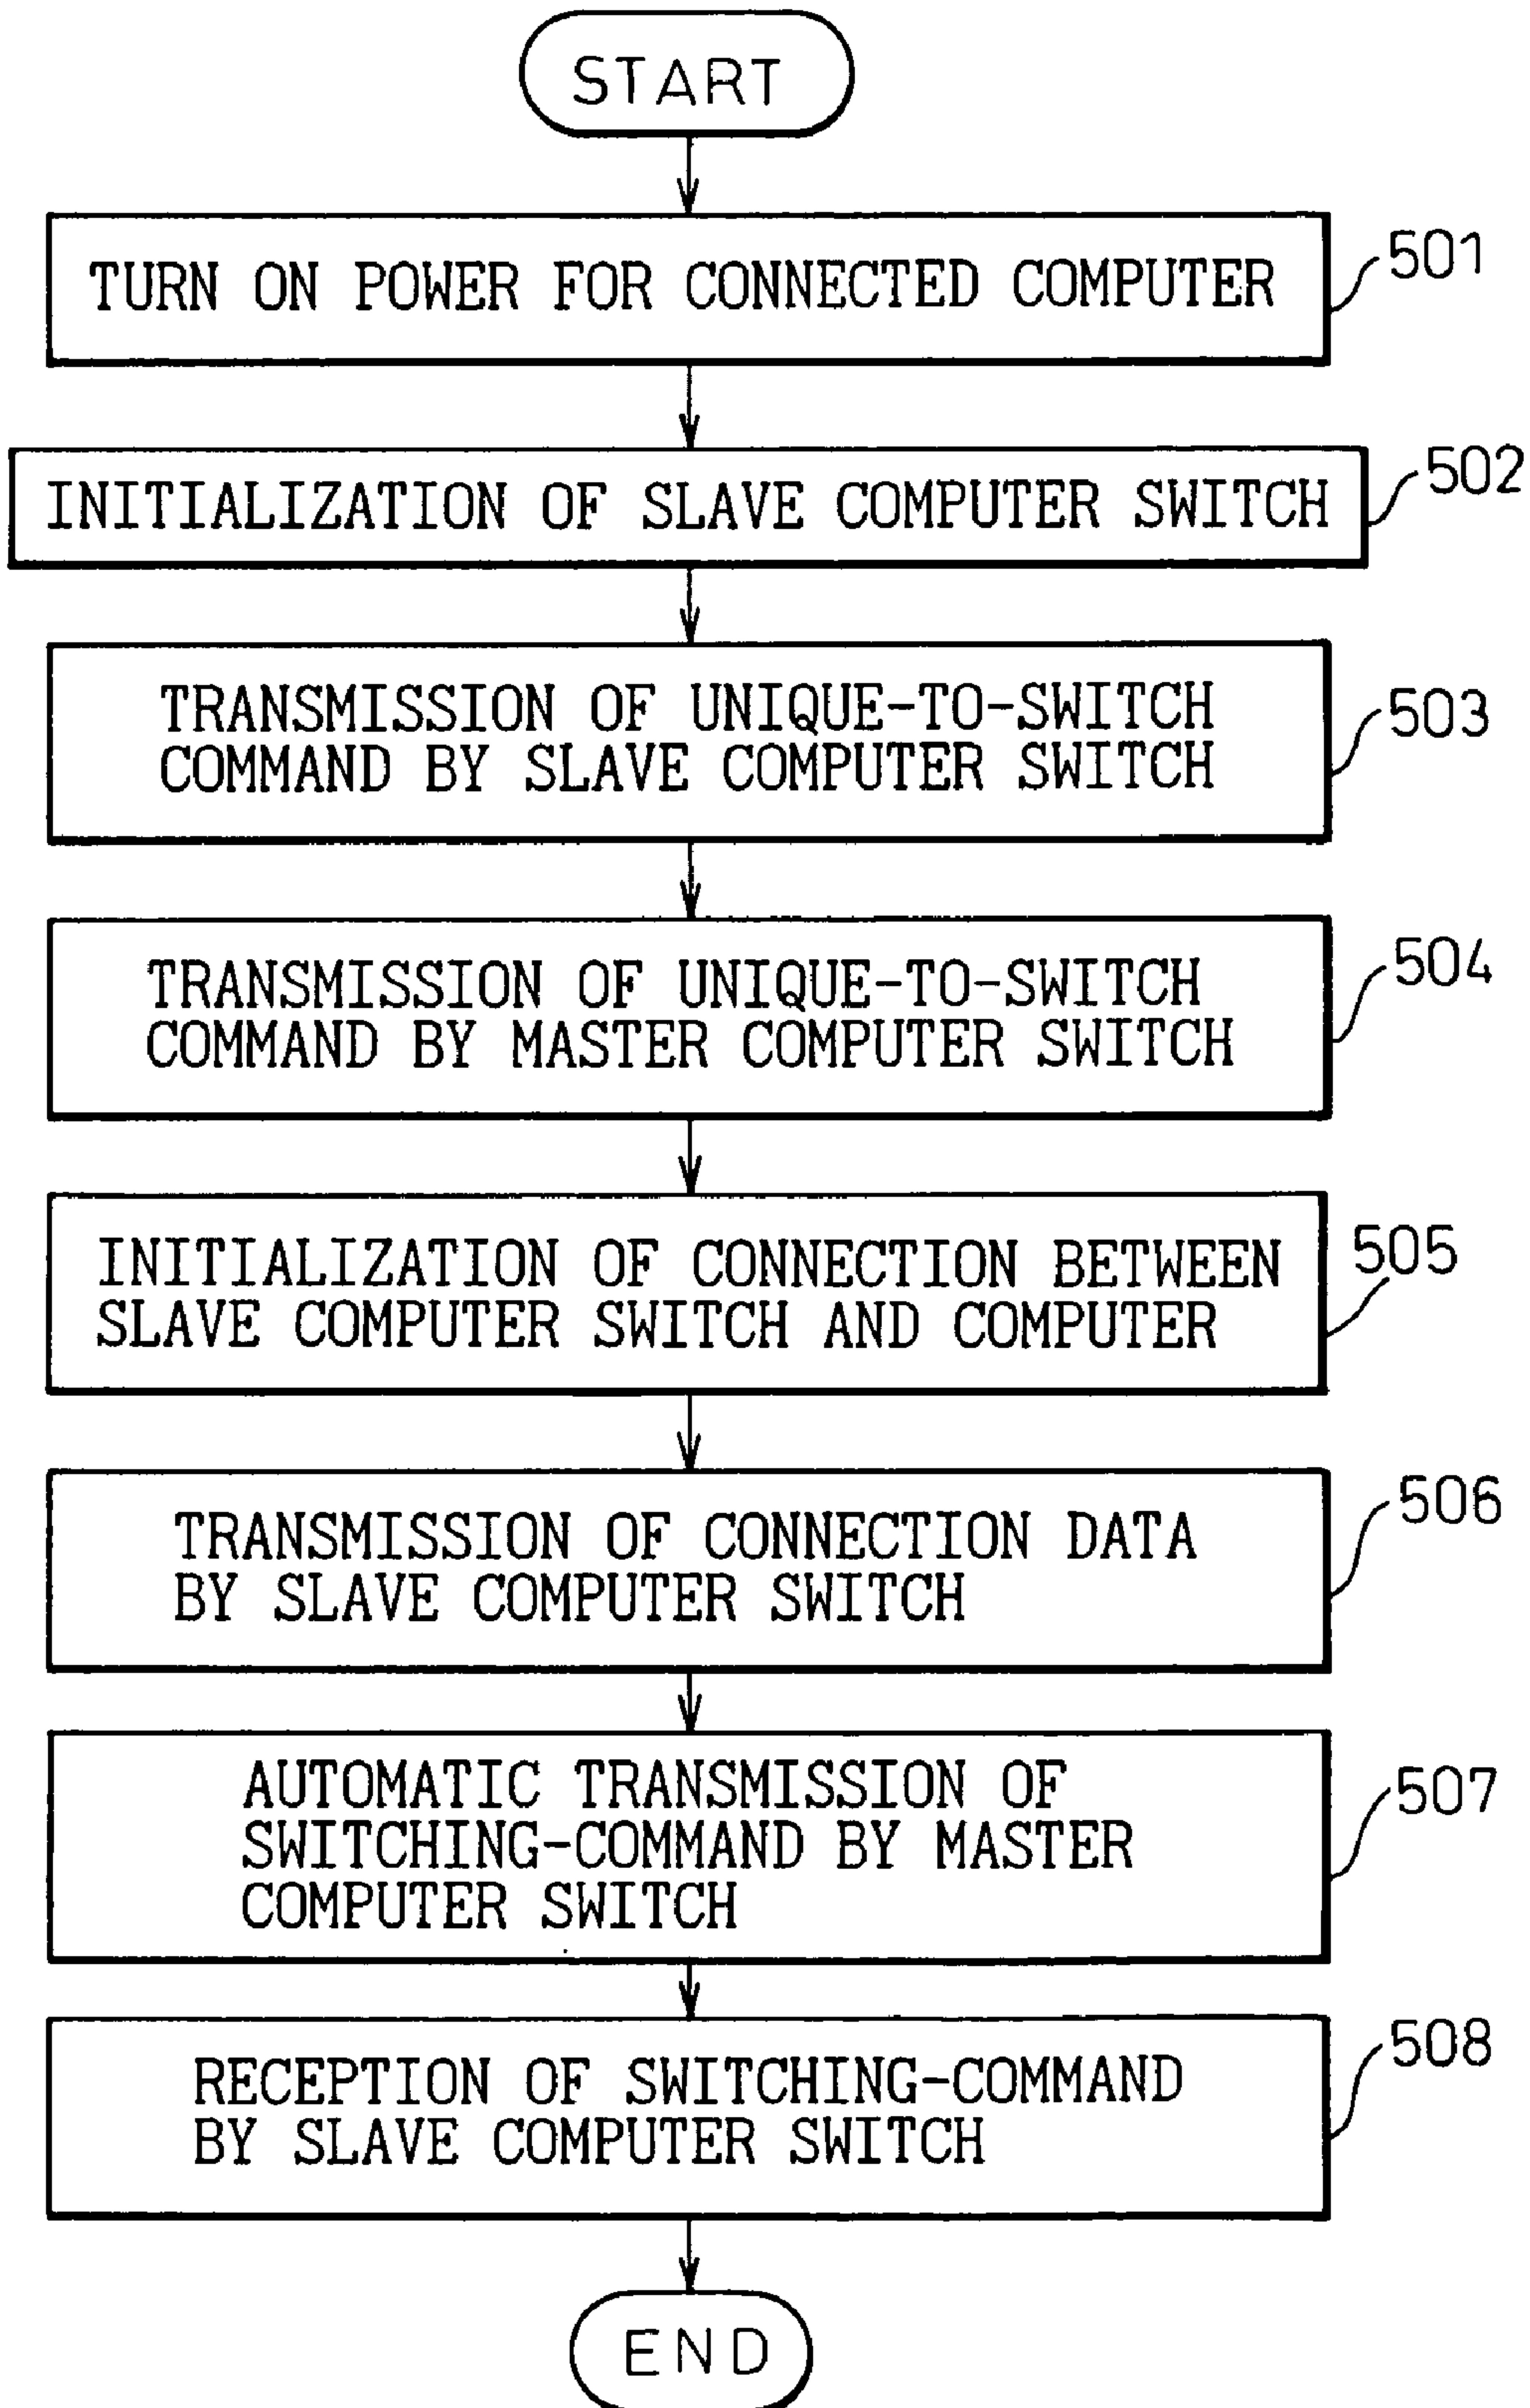 START
TURN ON POWER FOR CONNECTED COMPUTER
501
INITIALIZATION OF SLAVE COMPUTER SWITCH
502
TRANSMISSION OF UNIQUE-TO-SWITCH
COMMAND BY SLAVE COMPUTER SWITCH
503
TRANSMISSION OF UNIQUE-TO-SWITCH
COMMAND BY MASTER COMPUTER SWITCH
504
INITIALIZATION OF CONNECTION BETWEEN
SLAVE COMPUTER SWITCH AND COMPUTER
505
TRANSMISSION OF CONNECTION DATA
BY SLAVE COMPUTER SWITCH
506
AUTOMATIC TRANSMISSION OF
SWITCHING-COMMAND BY MASTER
COMPUTER SWITCH
507
RECEPTION OF SWITCHING-COMMAND
BY SLAVE COMPUTER SWITCH
508
END